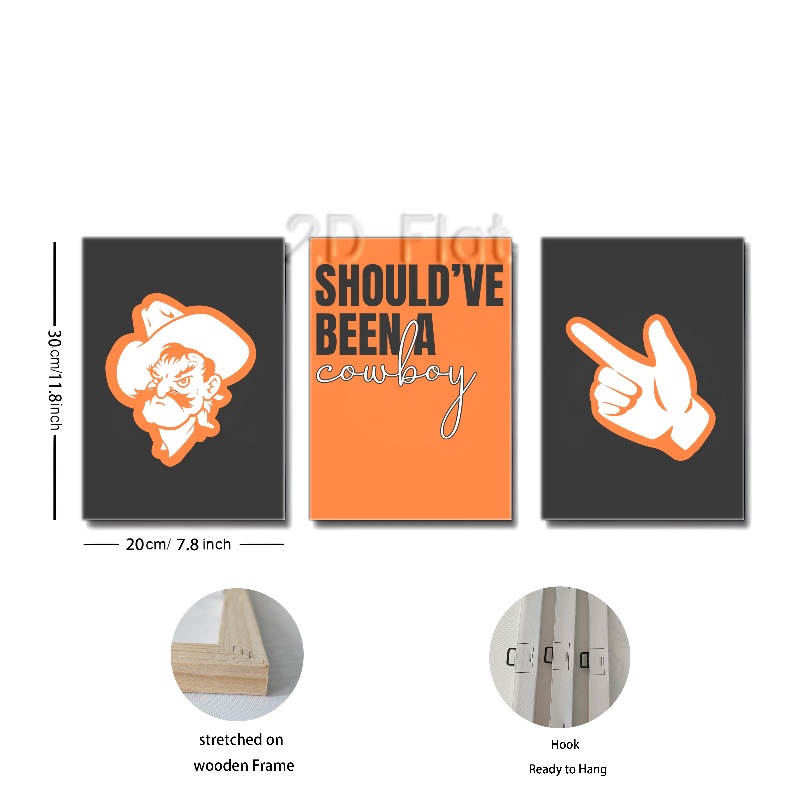 2D Flat
SHOULD'VE
BEEN A
cowboy
30cm/11.8inch
20cm/ 7.8 inch
stretched on
wooden Frame
Hook
Ready to Hang